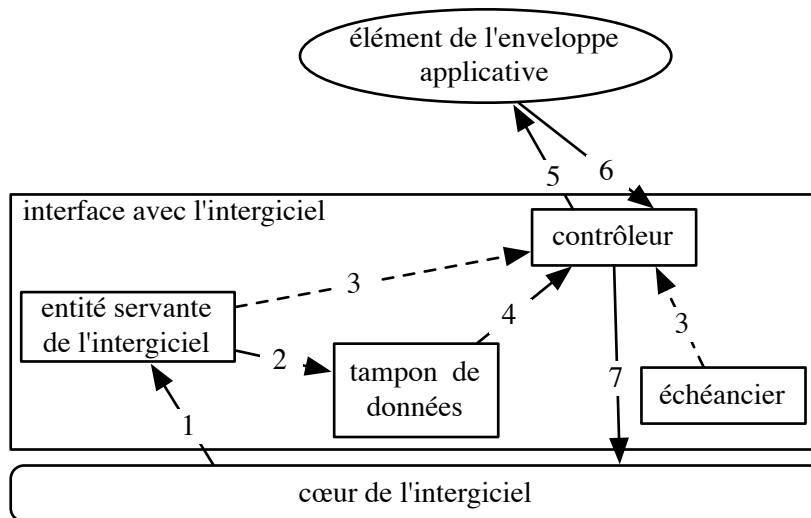 élément de l'enveloppe
applicative
5
6
interface avec l'intergiciel
contrôleur
3
entité servante
de l'intergiciel
4
3
2
tampon de
données
7
échéancier
1
cœur de l'intergiciel